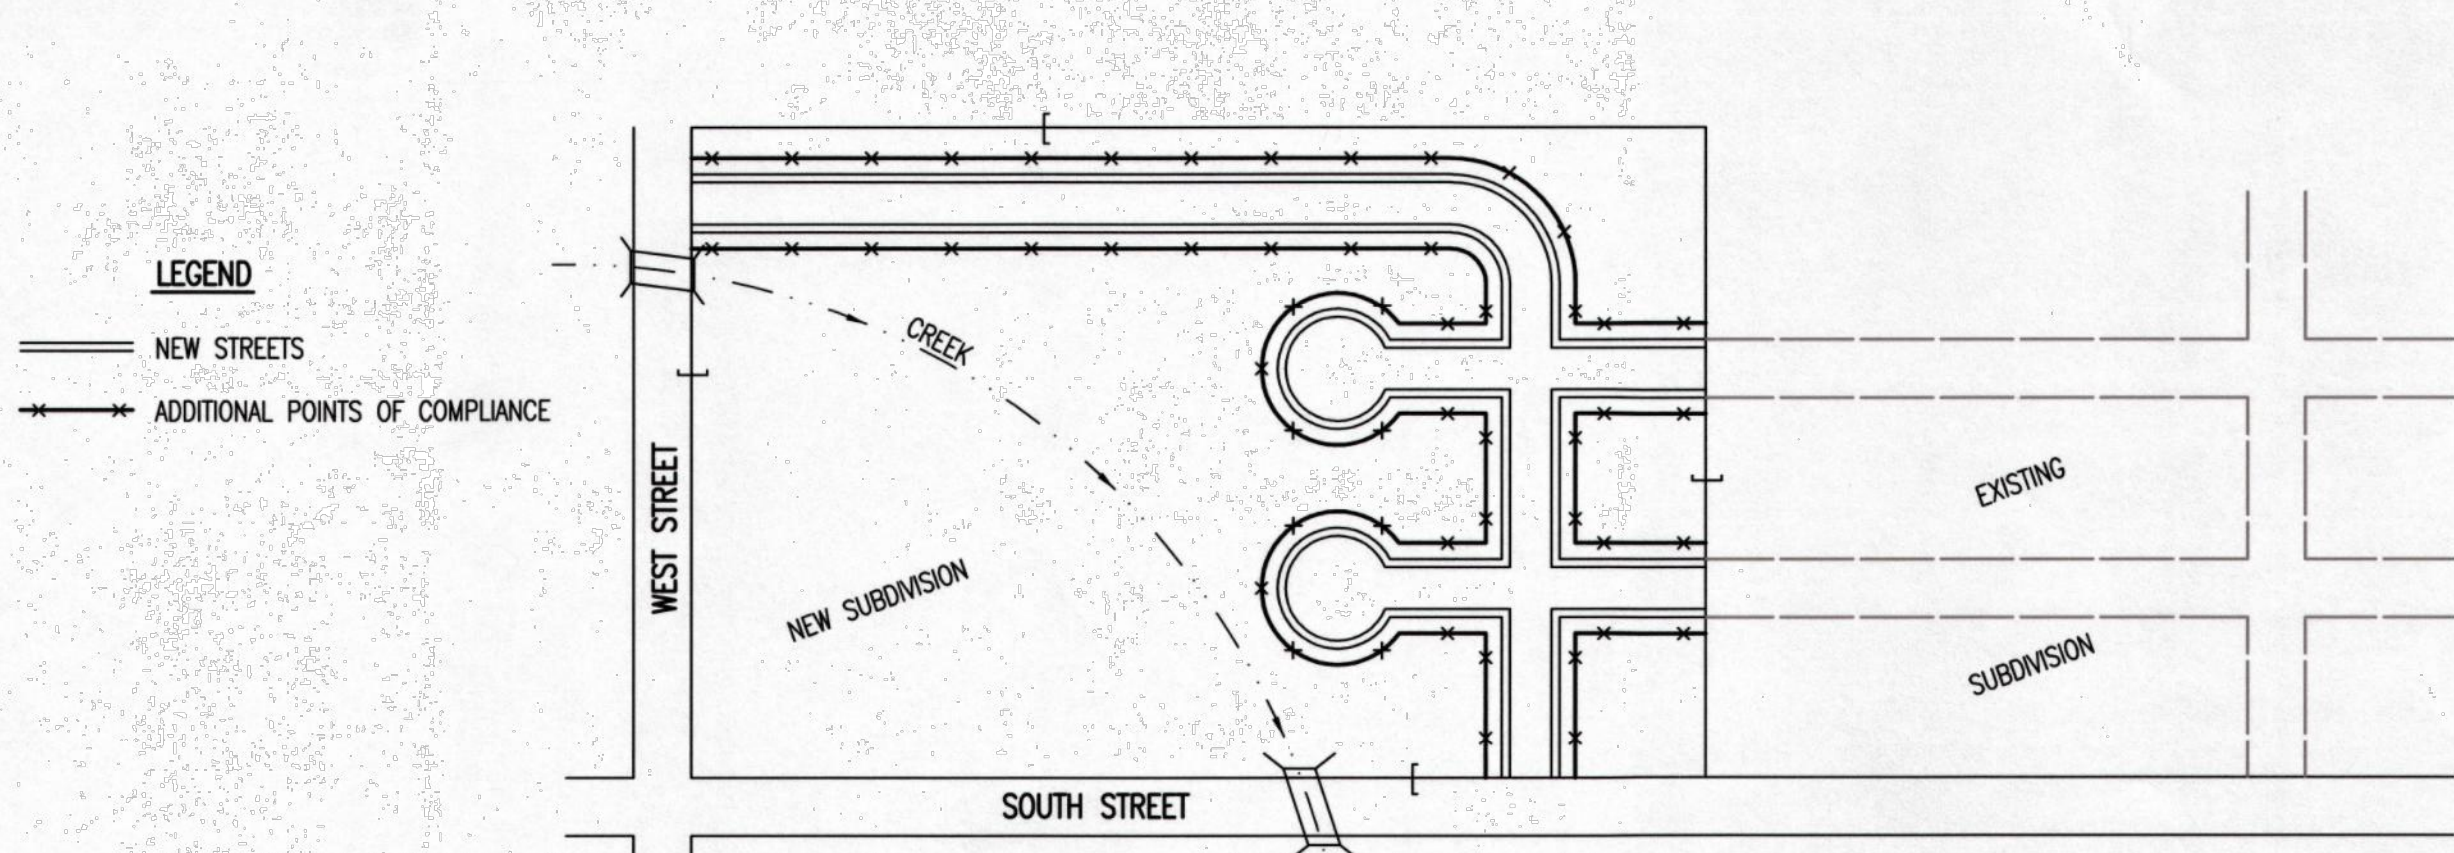 LEGEND
NEW STREETS
ADDITIONAL POINTS OF COMPLIANCE
CREEK
WEST STREET
NEW SUBDIVISION
SOUTH STREET
EXISTING
SUBDIVISION